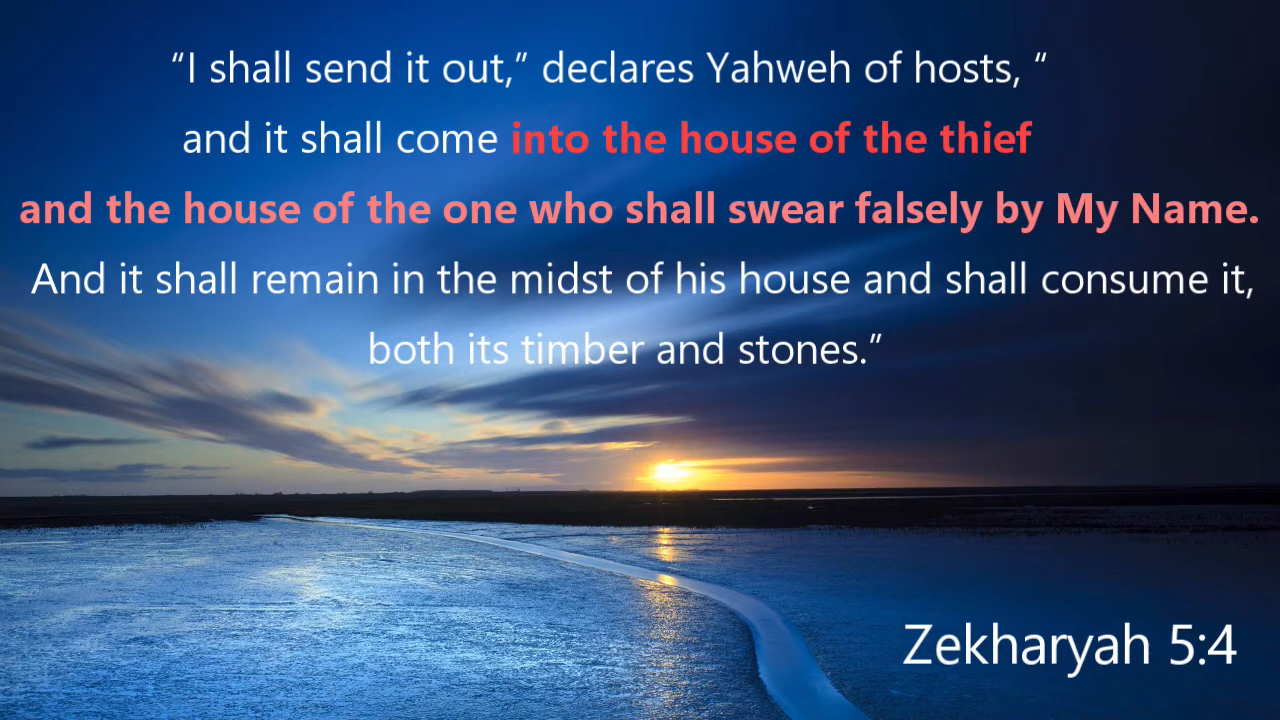 “I shall send it out,” declares Yahweh of hosts, “
and it shall come into the house of the thief
and the house of the one who shall swear falsely by My Name.
And it shall remain in the midst of his house and shall consume it,
both its timber and stones.”
Zekharyah 5:4